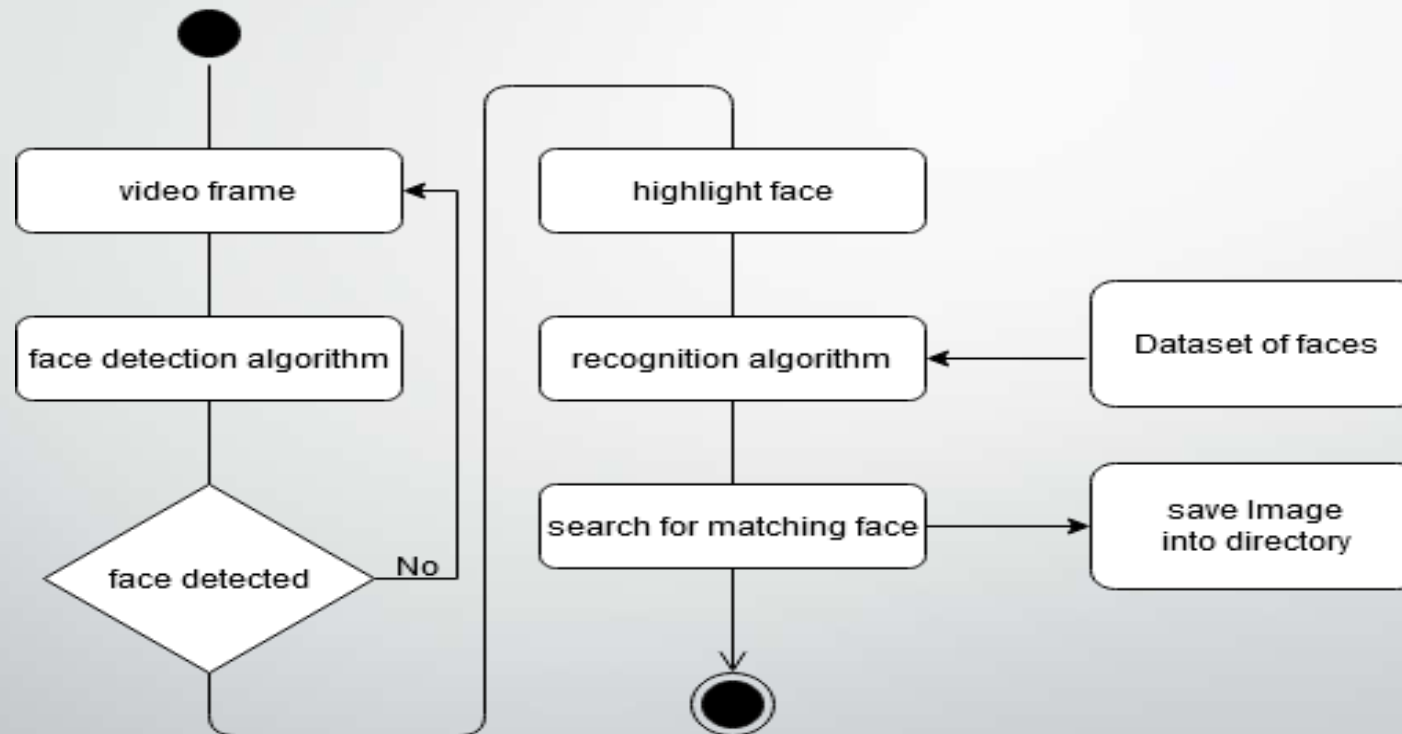 video frame
face detection algorithm
face detected
No
highlight face
recognition algorithm
search for matching face
Dataset of faces
save Image
into directory